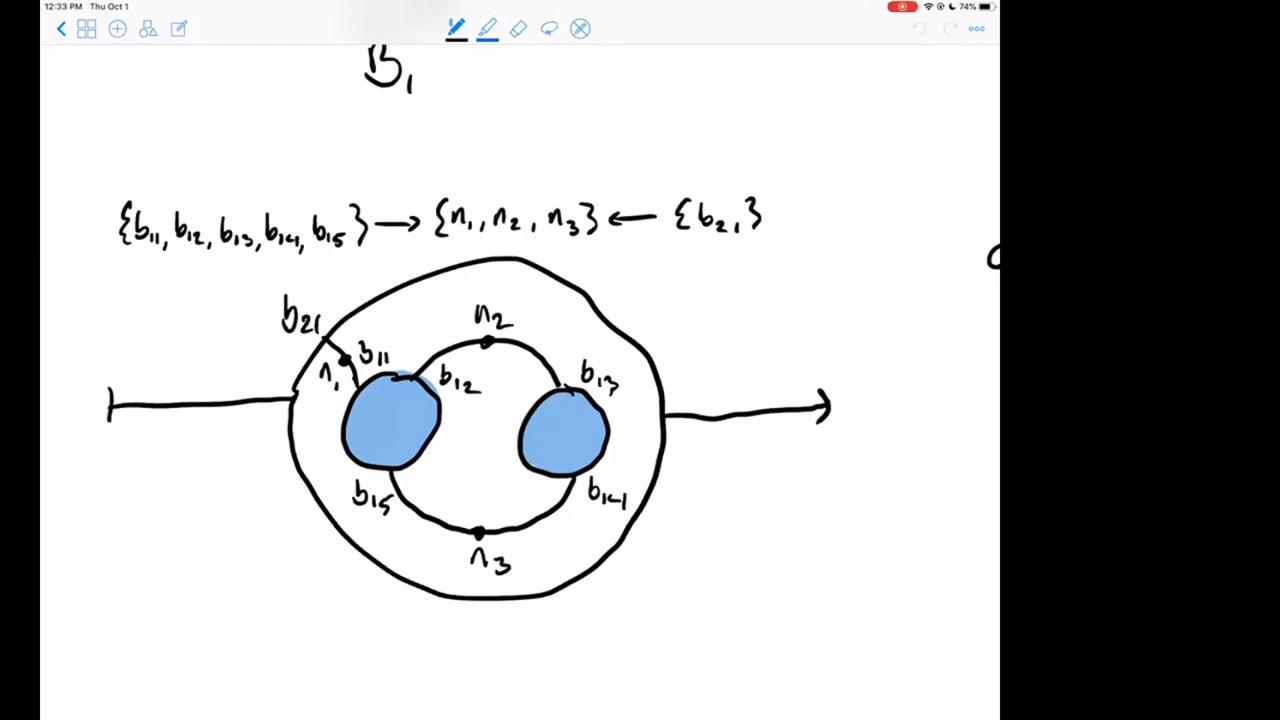 12:33 PM Thu Oct 1
74%
B₁
{b₁₁, b₁₂, b₁₃, b₁₄, b₁₅} → {n₁, n₂, n₃} ← {b₂₁}
n₂
b₂₁
b₁₁
n₁
b₁₂
b₁₃
b₁₅
b₁₄
n₃